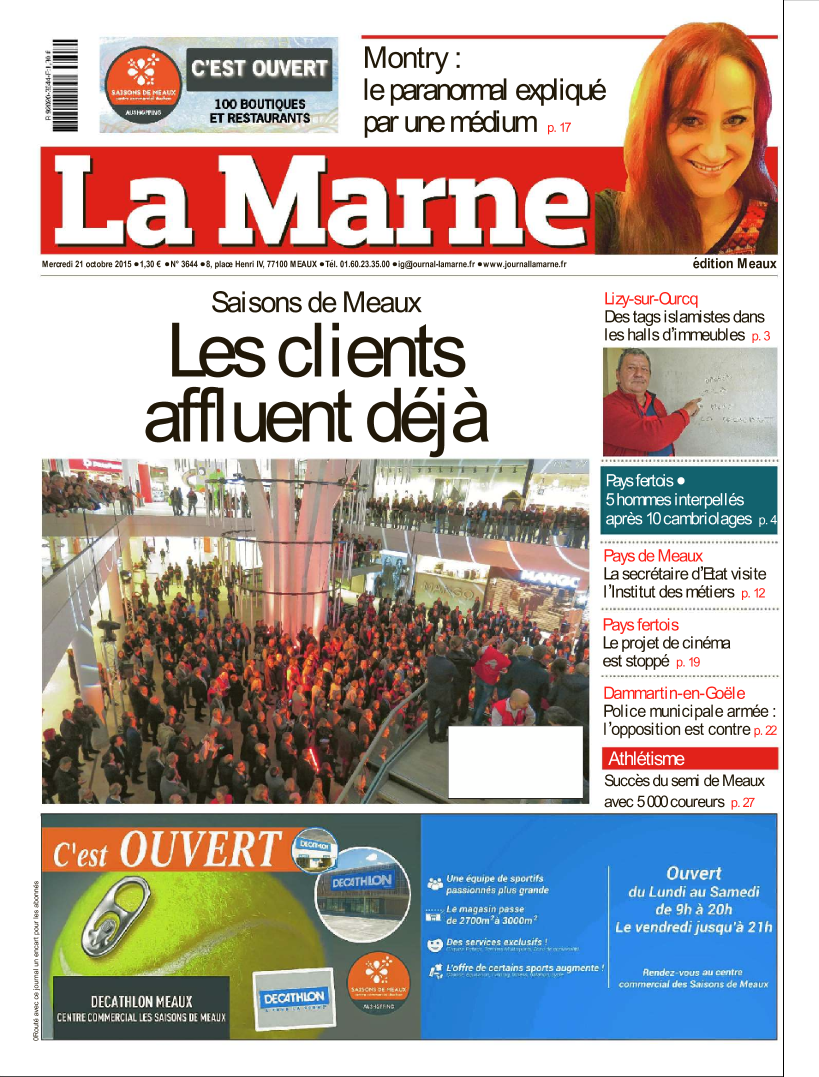 SAISONS DE MEAUX
C'EST OUVERT
100 BOUTIQUES
ET RESTAURANTS
Montry :
le paranormal expliqué
par une médium p. 17
La Marne
Mercredi 21 octobre 2015 ● 1,30 € ● N° 3644 ● 8, place Henri IV, 77100 MEAUX ● Tél. 01.60.23.35.00 ● ig@journal-lamarne.fr ● www.journallamarne.fr
édition Meaux
Saisons de Meaux
Les clients
affluent déjà
MANGO
MANGO
Lizy-sur-Ourcq
Des tags islamistes dans
les halls d'immeubles p. 3
Pays fertois ●
5 hommes interpellés
après 10 cambriolages p. 4
Pays de Meaux
La secrétaire d'Etat visite
l'Institut des métiers p. 12
Pays fertois
Le projet de cinéma
est stoppé p. 19
Dammartin-en-Goële
Police municipale armée :
l'opposition est contre p. 22
Athlétisme
Succès du semi de Meaux
avec 5 000 coureurs p. 27
C'est OUVERT
DECATHLON
DECATHLON
DECATHLON MEAUX
CENTRE COMMERCIAL LES SAISONS DE MEAUX
DECATHLON
SAISONS DE MEAUX
Une équipe de sportifs
passionnés plus grande
Le magasin passe
de 2700m² à 3000m²
Des services exclusifs !
L'offre de certains sports augmente !
Ouvert
du Lundi au Samedi
de 9h à 20h
Le vendredi jusqu'à 21h
Rendez-vous au centre
commercial des Saisons de Meaux
Routé avec ce journal un encart pour les abonnés